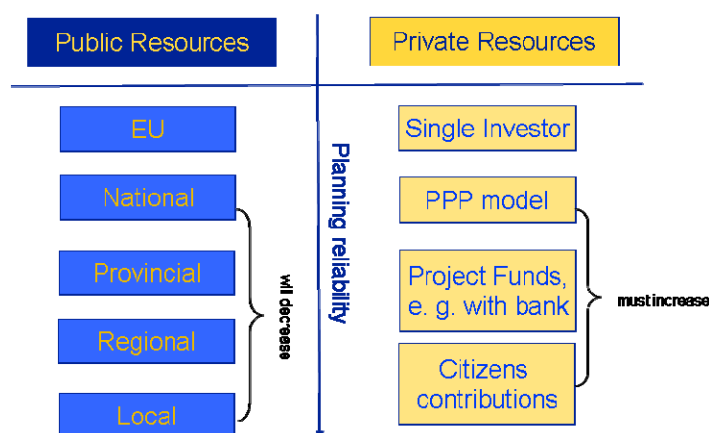 Public Resources
Private Resources
EU
National
Provincial
Regional
Local
will decrease
Planning reliability
Single Investor
PPP model
Project Funds,
e. g. with bank
Citizens
contributions
must increase